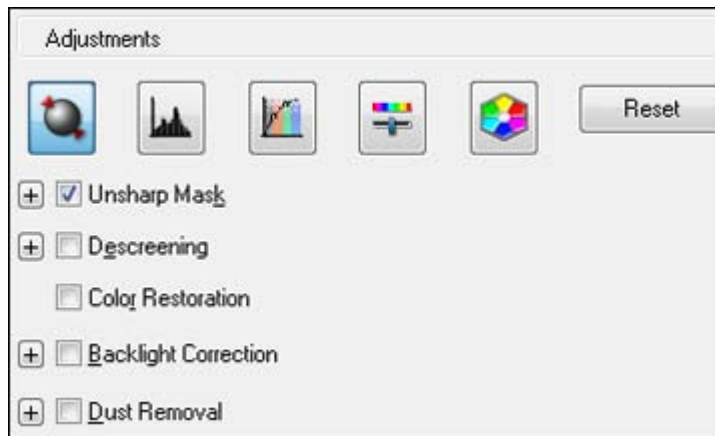 Adjustments
Reset
Unsharp Mask
Descreening
Color Restoration
Backlight Correction
Dust Removal